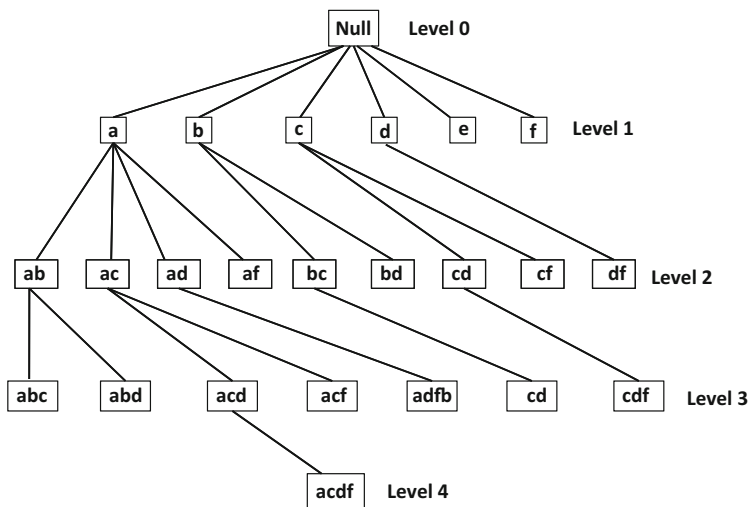 Null Level 0
a b c d e f Level 1
ab ac ad af bc bd cd cf df Level 2
abc abd acd acf adfb cd cdf Level 3
acdf Level 4